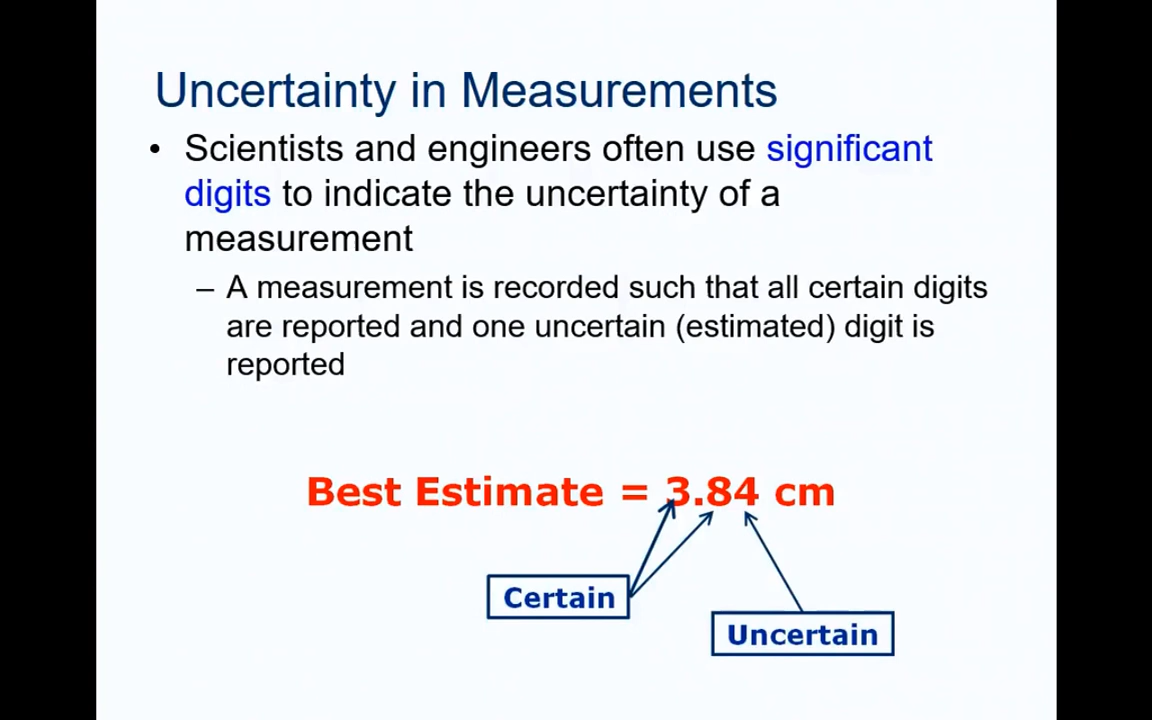 Uncertainty in Measurements
• Scientists and engineers often use significant
digits to indicate the uncertainty of a
measurement
– A measurement is recorded such that all certain digits
are reported and one uncertain (estimated) digit is
reported
Best Estimate = 3.84 cm
Certain
Uncertain